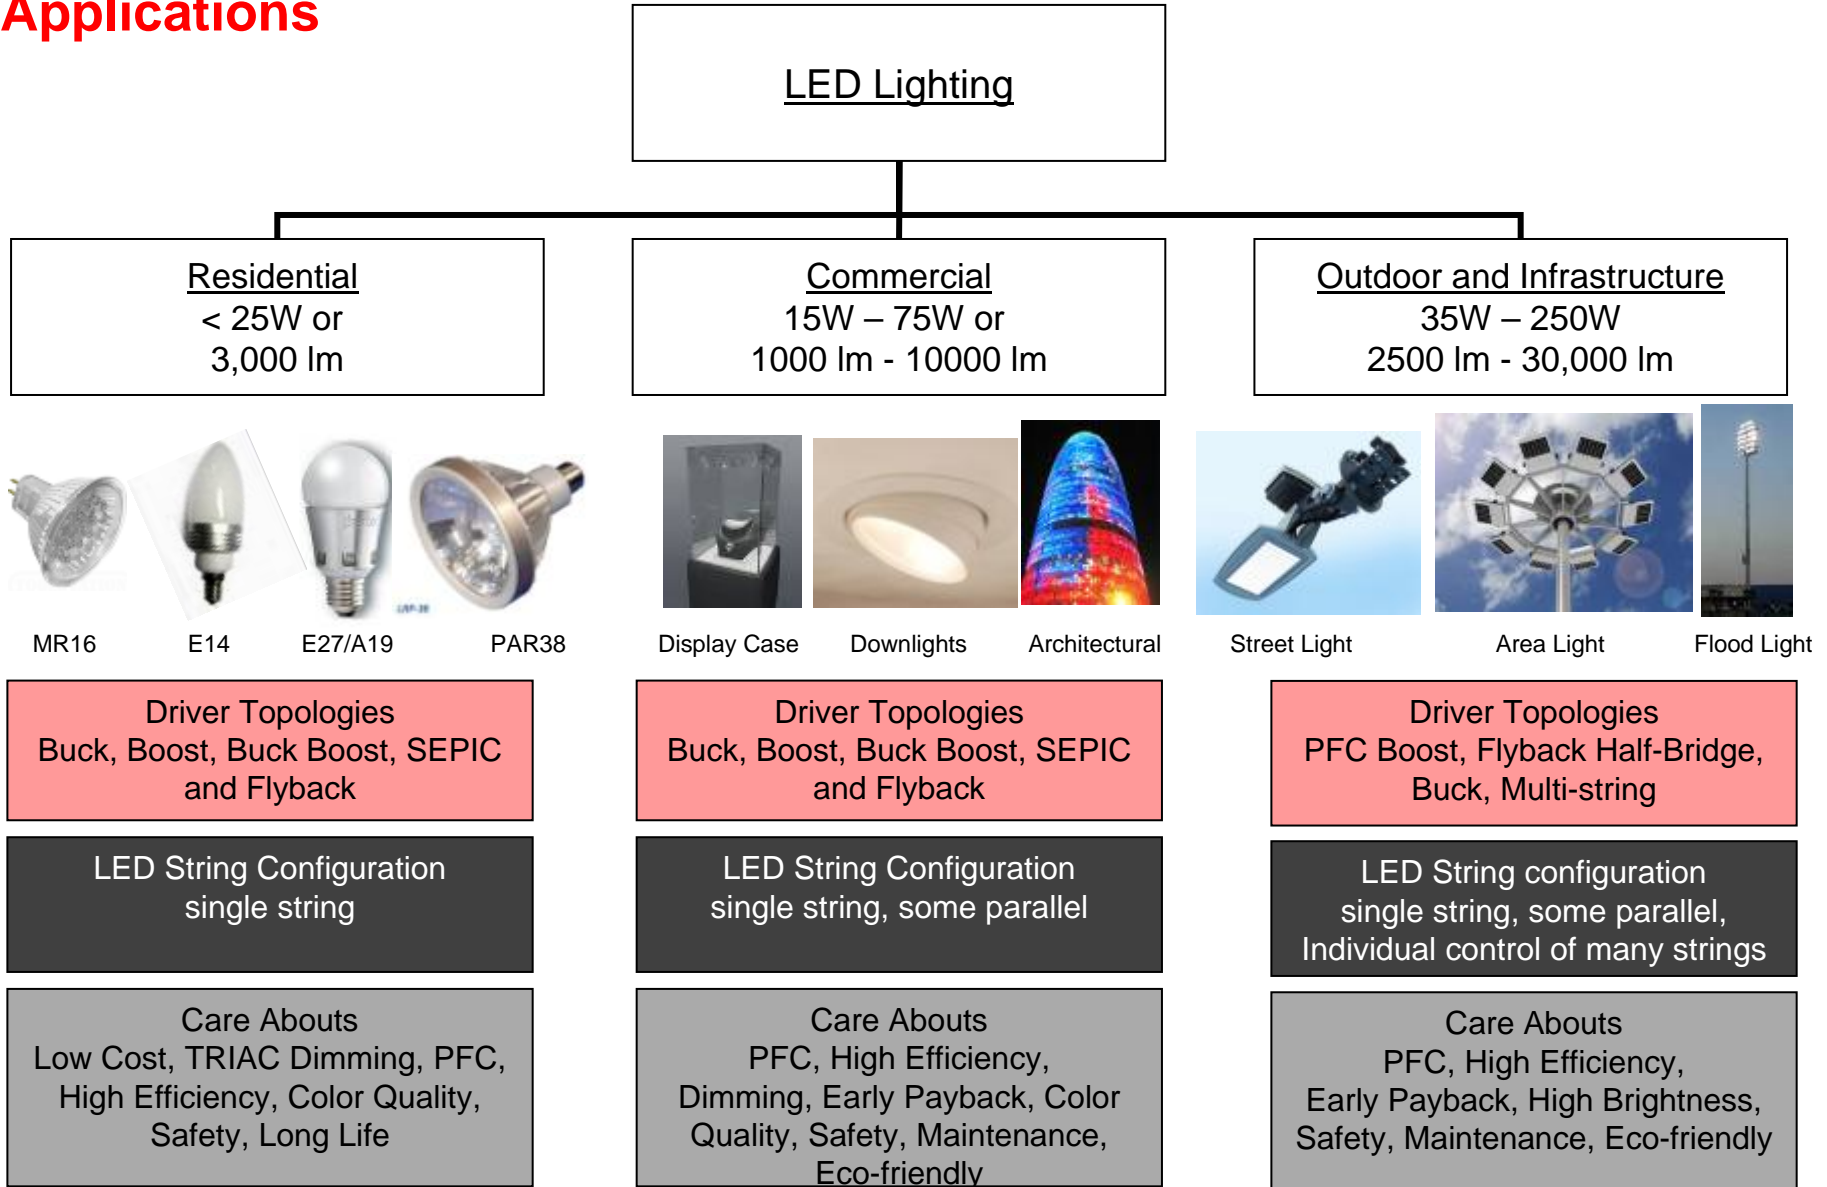 Applications
LED Lighting
Residential
< 25W or
3,000 lm
Commercial
15W – 75W or
1000 lm - 10000 lm
Outdoor and Infrastructure
35W – 250W
2500 lm - 30,000 lm
LRP-38
MR16
E14
E27/A19
PAR38
Display Case
Downlights
Architectural
Street Light
Area Light
Flood Light
Driver Topologies
Buck, Boost, Buck Boost, SEPIC
and Flyback
Driver Topologies
Buck, Boost, Buck Boost, SEPIC
and Flyback
Driver Topologies
PFC Boost, Flyback Half-Bridge,
Buck, Multi-string
LED String Configuration
single string
LED String Configuration
single string, some parallel
LED String configuration
single string, some parallel,
Individual control of many strings
Care Abouts
Low Cost, TRIAC Dimming, PFC,
High Efficiency, Color Quality,
Safety, Long Life
Care Abouts
PFC, High Efficiency,
Dimming, Early Payback, Color
Quality, Safety, Maintenance,
Eco-friendly
Care Abouts
PFC, High Efficiency,
Early Payback, High Brightness,
Safety, Maintenance, Eco-friendly